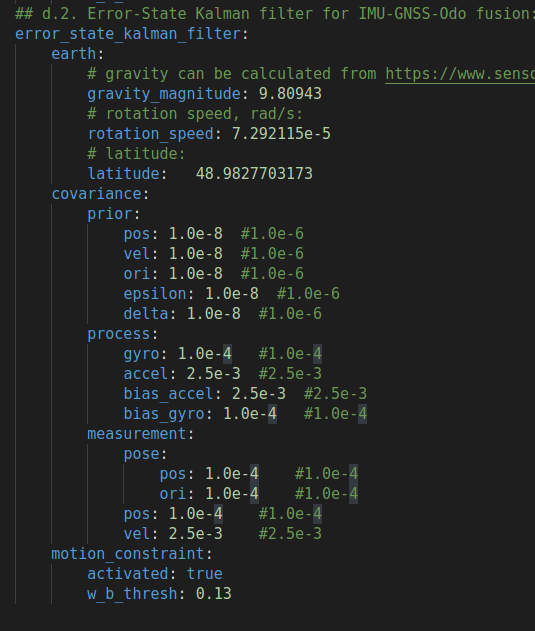 ## d.2. Error-State Kalman filter for IMU-GNSS-Odo fusion:
error_state_kalman_filter:
earth:
# gravity can be calculated from https://www.senso
gravity_magnitude: 9.80943
# rotation speed, rad/s:
rotation_speed: 7.292115e-5
# latitude:
latitude: 48.9827703173
covariance:
prior:
pos: 1.0e-8 #1.0e-6
vel: 1.0e-8 #1.0e-6
ori: 1.0e-8 #1.0e-6
epsilon: 1.0e-8 #1.0e-6
delta: 1.0e-8 #1.0e-6
process:
gyro: 1.0e-4 #1.0e-4
accel: 2.5e-3 #2.5e-3
bias_accel: 2.5e-3 #2.5e-3
bias_gyro: 1.0e-4 #1.0e-4
measurement:
pose:
pos: 1.0e-4 #1.0e-4
ori: 1.0e-4 #1.0e-4
pos: 1.0e-4 #1.0e-4
vel: 2.5e-3 #2.5e-3
motion_constraint:
activated: true
w_b_thresh: 0.13